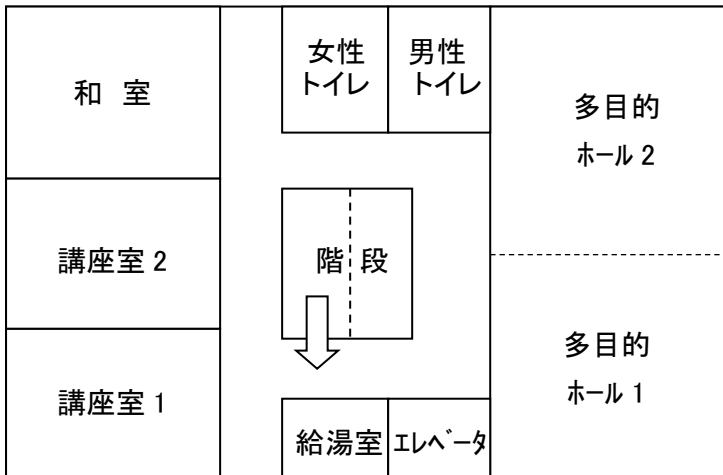 和 室
女性
トイレ
男性
トイレ
多目的
ホール 2
講座室 2
階 段
多目的
ホール 1
講座室 1
給湯室
エレベータ